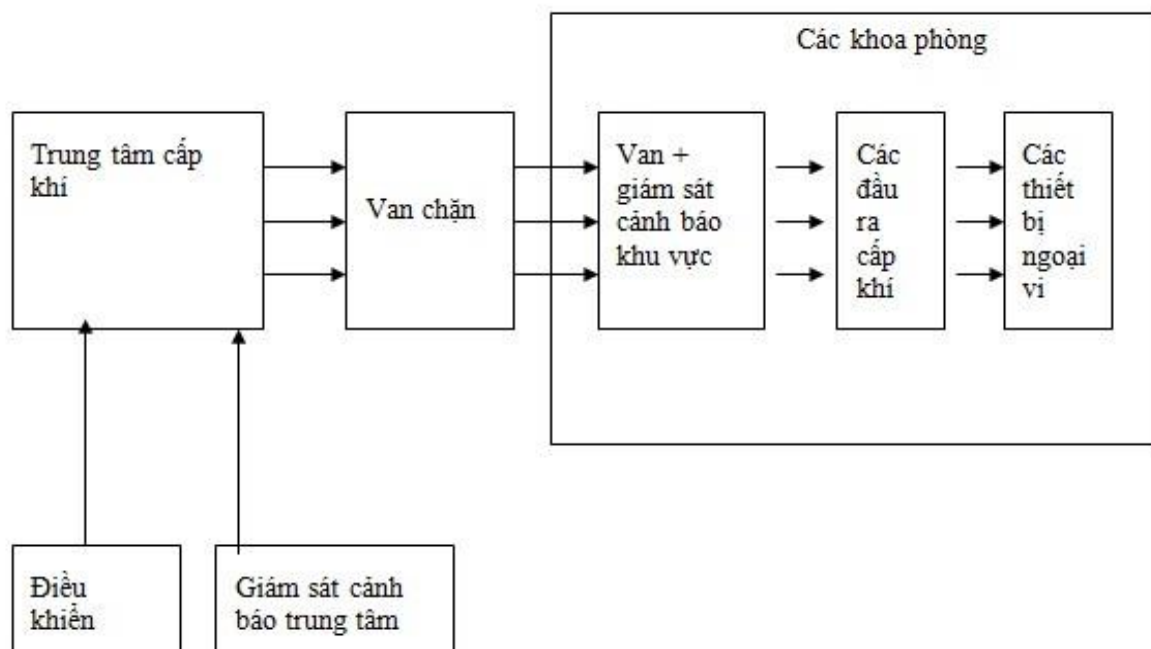 Các khoa phòng
Trung tâm cấp
khí
Van chặn
Van +
giám sát
cảnh báo
khu vực
Các
đầu
ra
cấp
khí
Các
thiết
bị
ngoại
vi
Điều
khiển
Giám sát cảnh
báo trung tâm